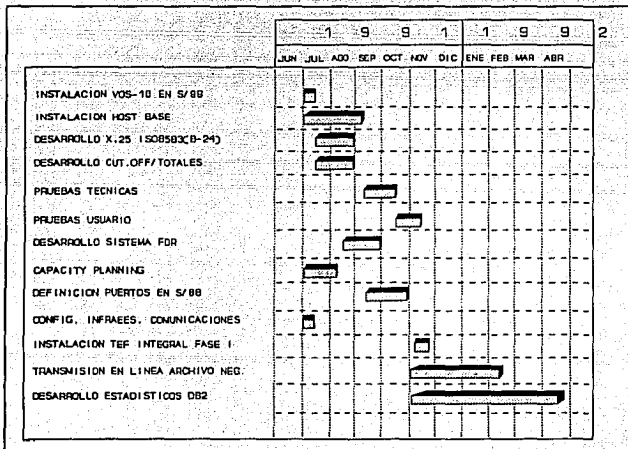 1 9 9 1 1 9 9 2
JUN JUL AGO SEP OCT NOV DIC ENE FEB MAR ABR
INSTALACION VOS-10 EN S/88
INSTALACION HOST BASE
DESARROLLO X.25 ISO8583(B-24)
DESARROLLO CUT.OFF/TOTALES
PRUEBAS TECNICAS
PRUEBAS USUARIO
DESARROLLO SISTEMA FDR
CAPACITY PLANNING
DEFINICION PUERTOS EN S/88
CONFIG. INFRAEES. COMUNICACIONES
INSTALACION TEF INTEGRAL FASE I
TRANSMISION EN LINEA ARCHIVO NEG.
DESARROLLO ESTADISTICOS DB2